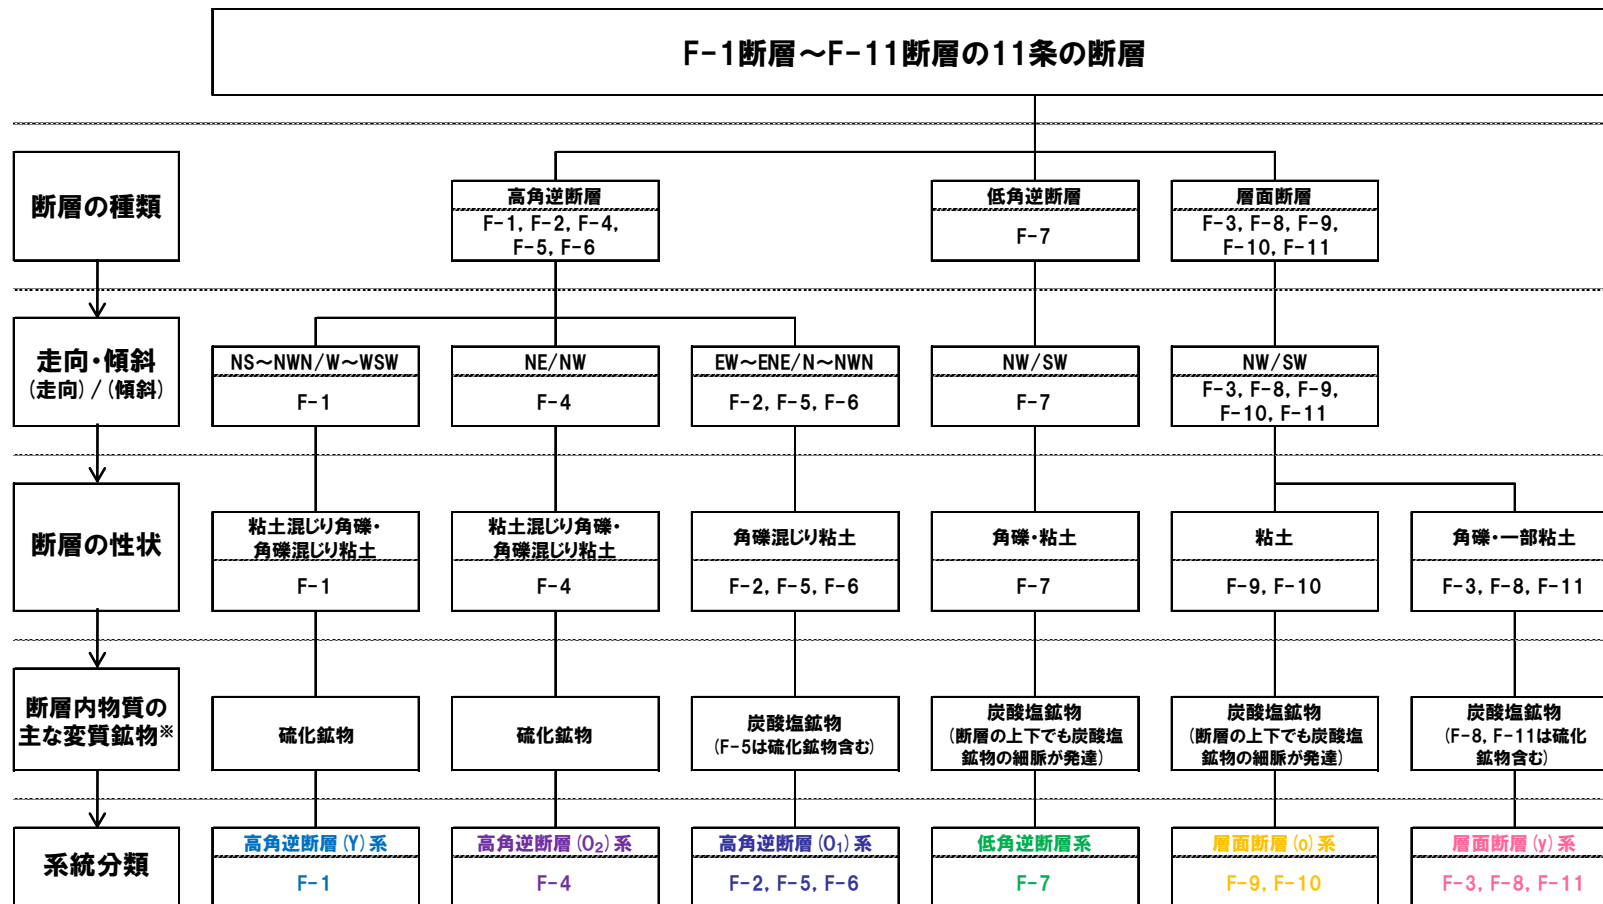 F-1断層～F-11断層の11条の断層
断層の種類
高角逆断層
F-1, F-2, F-4,
F-5, F-6
低角逆断層
F-7
層面断層
F-3, F-8, F-9,
F-10, F-11
走向・傾斜
(走向) / (傾斜)
NS～NWN/W～WSW
F-1
NE/NW
F-4
EW～ENE/N～NWN
F-2, F-5, F-6
NW/SW
F-7
NW/SW
F-3, F-8, F-9,
F-10, F-11
断層の性状
粘土混じり角礫・
角礫混じり粘土
F-1
粘土混じり角礫・
角礫混じり粘土
F-4
角礫混じり粘土
F-2, F-5, F-6
角礫・粘土
F-7
粘土
F-9, F-10
角礫・一部粘土
F-3, F-8, F-11
断層内物質の
主な変質鉱物※
硫化鉱物
硫化鉱物
炭酸塩鉱物
(F-5は硫化鉱物含む)
炭酸塩鉱物
(断層の上下でも炭酸塩
鉱物の細脈が発達)
炭酸塩鉱物
(断層の上下でも炭酸塩
鉱物の細脈が発達)
炭酸塩鉱物
(F-8, F-11は硫化
鉱物含む)
系統分類
高角逆断層(Y)系
F-1
高角逆断層(O₂)系
F-4
高角逆断層(O₁)系
F-2, F-5, F-6
低角逆断層系
F-7
層面断層(o)系
F-9, F-10
層面断層(y)系
F-3, F-8, F-11